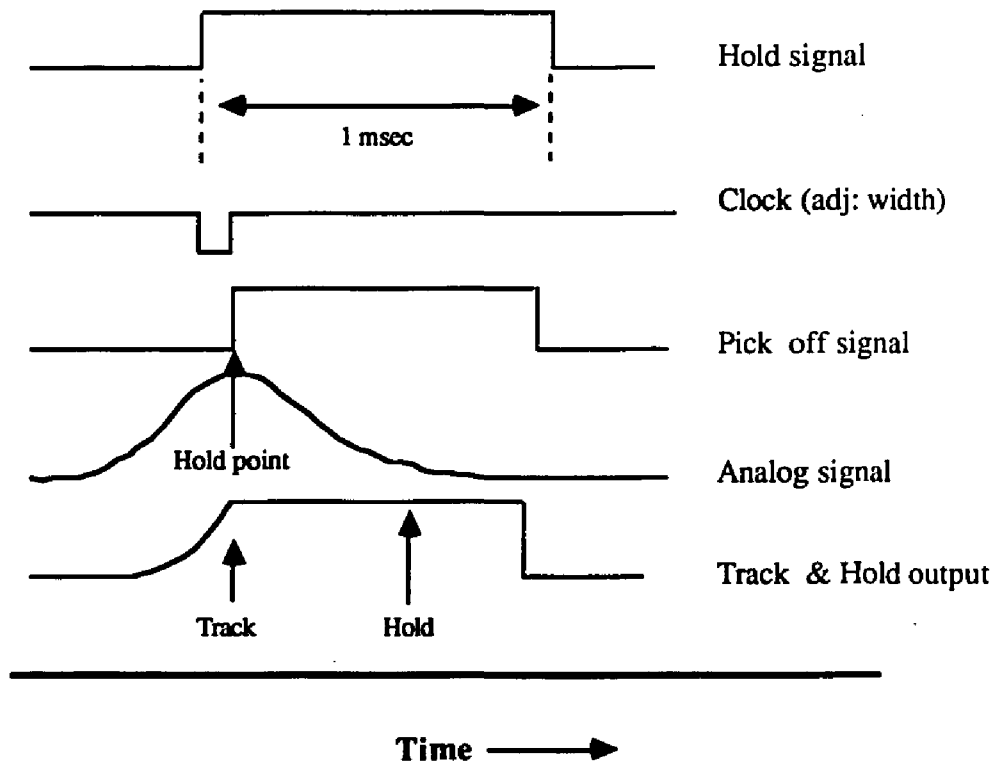 Hold signal
1 msec
Clock (adj: width)
Pick off signal
Hold point
Analog signal
Track & Hold output
Track
Hold
Time